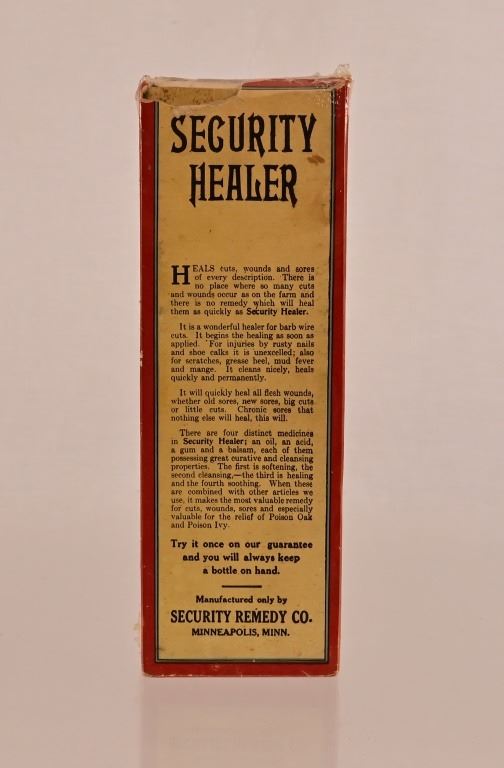 SECURITY
HEALER
HEALS cuts, wounds and sores
of every description. There is
no place where so many cuts
and wounds occur as on the farm and
there is no remedy which will heal
them as quickly as Security Healer.
It is a wonderful healer for barb wire
cuts. It begins the healing as soon as
applied. For injuries by rusty nails
and shoe calks it is unexcelled; also
for scratches, grease heel, mud fever
and mange. It cleans nicely, heals
quickly and permanently.
It will quickly heal all flesh wounds,
whether old sores, new sores, big cuts
or little cuts. Chronic sores that
nothing else will heal, this will.
There are four distinct medicines
in Security Healer; an oil, an acid,
a gum and a balsam, each of them
possessing great curative and cleansing
properties. The first is softening, the
second cleansing,—the third is healing
and the fourth soothing. When these
are combined with other articles we
use, it makes the most valuable remedy
for cuts, wounds, sores and especially
valuable for the relief of Poison Oak
and Poison Ivy.
Try it once on our guarantee
and you will always keep
a bottle on hand.
Manufactured only by
SECURITY REMEDY CO.
MINNEAPOLIS, MINN.